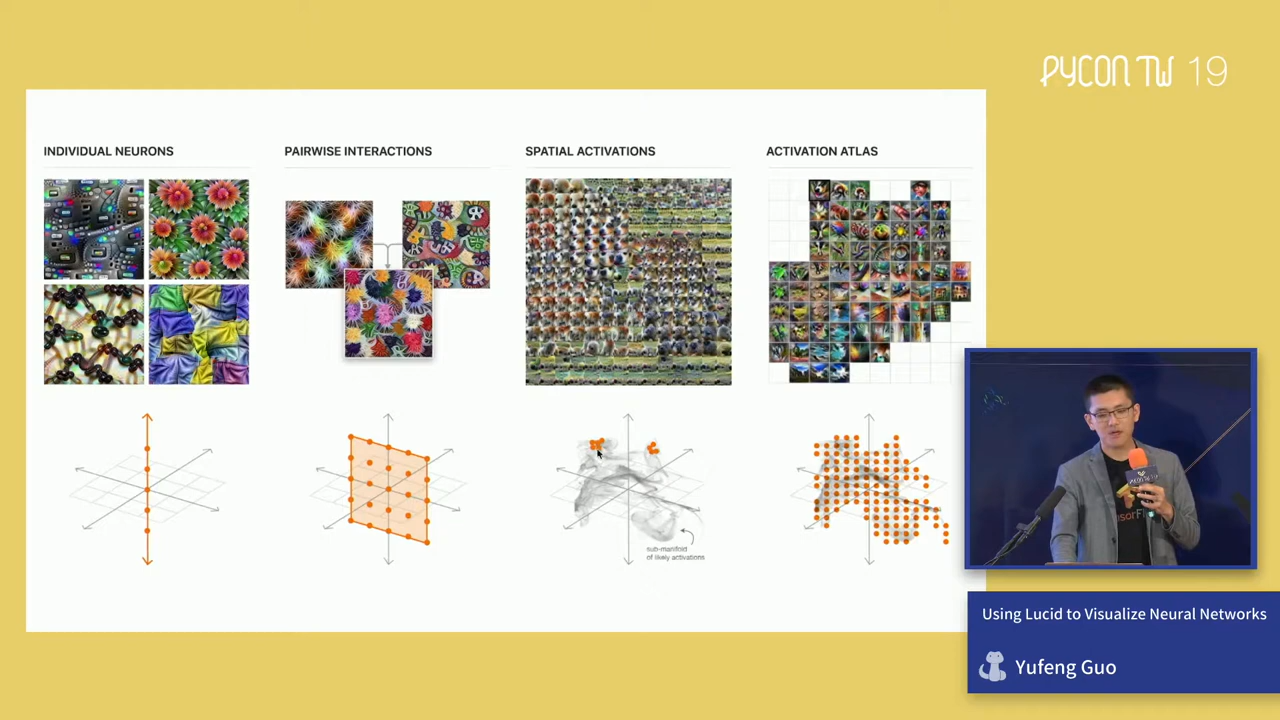 PYCON TW 19
INDIVIDUAL NEURONS
PAIRWISE INTERACTIONS
SPATIAL ACTIVATIONS
ACTIVATION ATLAS
sub-manifold
of likely activations
Using Lucid to Visualize Neural Networks
Yufeng Guo